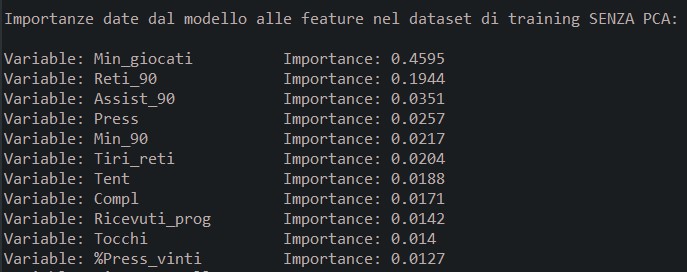 Importanze date dal modello alle feature nel dataset di training SENZA PCA:
Variable: Min_giocati Importance: 0.4595
Variable: Reti_90 Importance: 0.1944
Variable: Assist_90 Importance: 0.0351
Variable: Press Importance: 0.0257
Variable: Min_90 Importance: 0.0217
Variable: Tiri_reti Importance: 0.0204
Variable: Tent Importance: 0.0188
Variable: Compl Importance: 0.0171
Variable: Ricevuti_prog Importance: 0.0142
Variable: Tocchi Importance: 0.014
Variable: %Press_vinti Importance: 0.0127